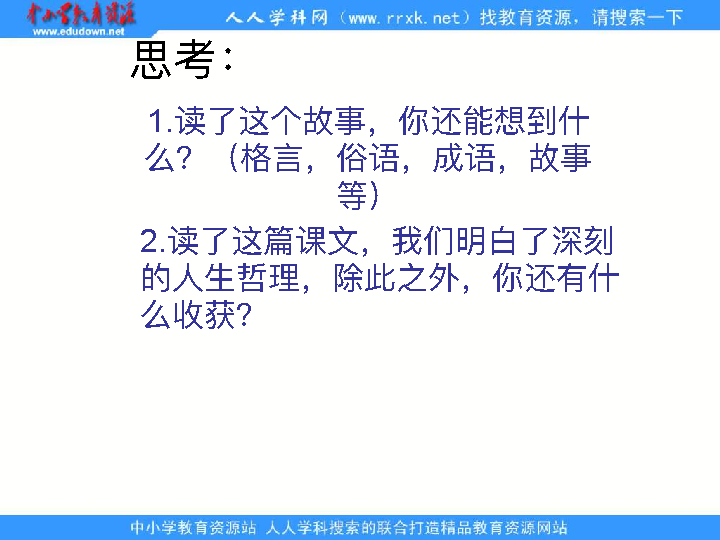 中小学教育资源
www.edudown.net
人人学科网（www.rrxk.net）找教育资源，请搜索一下
思考：
1.读了这个故事，你还能想到什
么？（格言，俗语，成语，故事
等）
2.读了这篇课文，我们明白了深刻
的人生哲理，除此之外，你还有什
么收获？
中小学教育资源站 人人学科搜索的联合打造精品教育资源网站